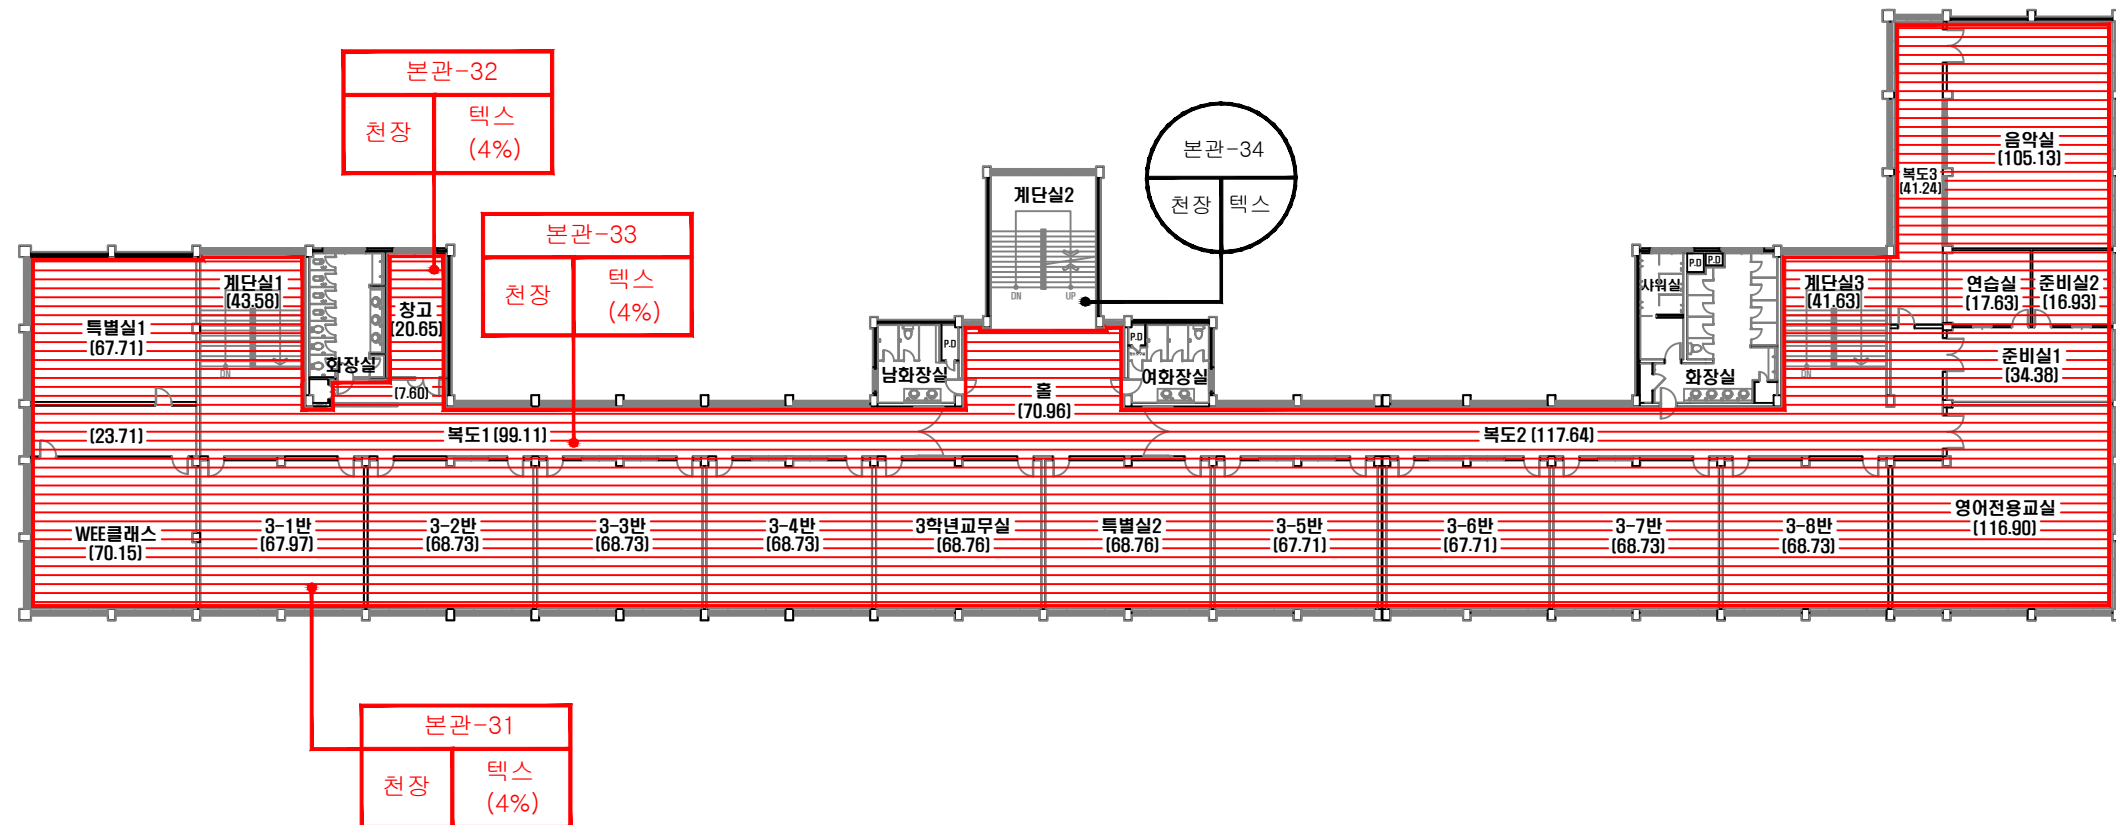 본관-32
천장
텍스
(4%)
본관-33
천장
텍스
(4%)
본관-34
천장
텍스
계단실2
DN
UP
음악실
(105.13)
복도3
(41.24)
계단실1
(43.58)
DN
창고
(20.65)
특별실1
(67.71)
화장실
(7.60)
남화장실
P.D
P.D
여화장실
홀
(70.96)
샤워실
P.D
P.D
화장실
계단실3
(41.63)
DN
연습실
(17.63)
준비실2
(16.93)
준비실1
(34.38)
(23.71)
복도1 (99.11)
복도2 (117.64)
WEE클래스
(70.15)
3-1반
(67.97)
3-2반
(68.73)
3-3반
(68.73)
3-4반
(68.73)
3학년교무실
(68.76)
특별실2
(68.76)
3-5반
(67.71)
3-6반
(67.71)
3-7반
(68.73)
3-8반
(68.73)
영어전용교실
(116.90)
본관-31
천장
텍스
(4%)